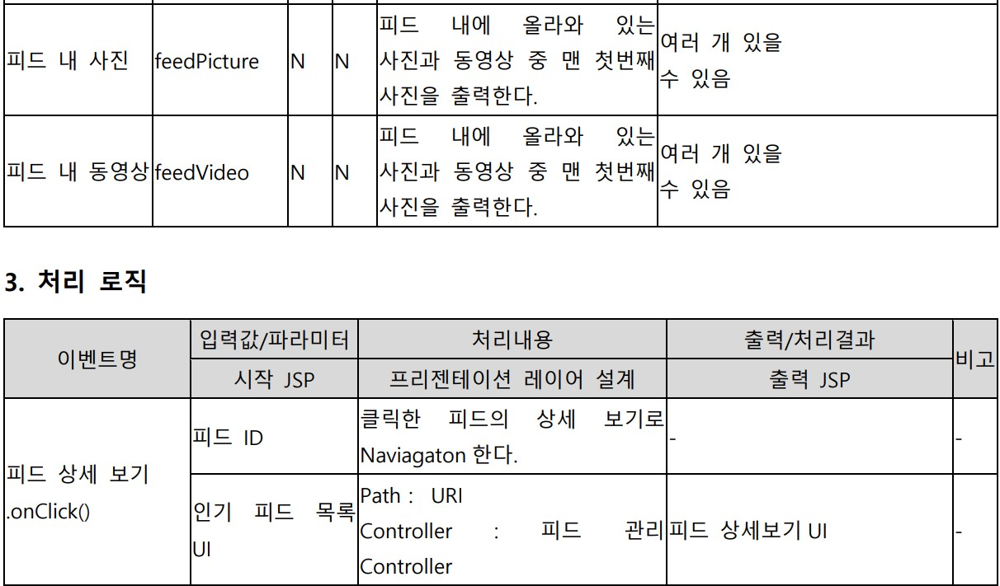 피드 내 사진
feedPicture
N
N
피드 내에 올라와 있는
사진과 동영상 중 맨 첫번째
사진을 출력한다.
여러 개 있을
수 있음
피드 내 동영상
feedVideo
N
N
피드 내에 올라와 있는
사진과 동영상 중 맨 첫번째
사진을 출력한다.
여러 개 있을
수 있음
3. 처리 로직
이벤트명
입력값/파라미터
처리내용
출력/처리결과
비고
시작 JSP
프리젠테이션 레이어 설계
출력 JSP
피드 상세 보기
.onClick()
피드 ID
클릭한 피드의 상세 보기로
Naviagaton 한다.
-
-
인기 피드 목록
UI
Path : URI
Controller : 피드 관리
Controller
피드 상세보기 UI
-